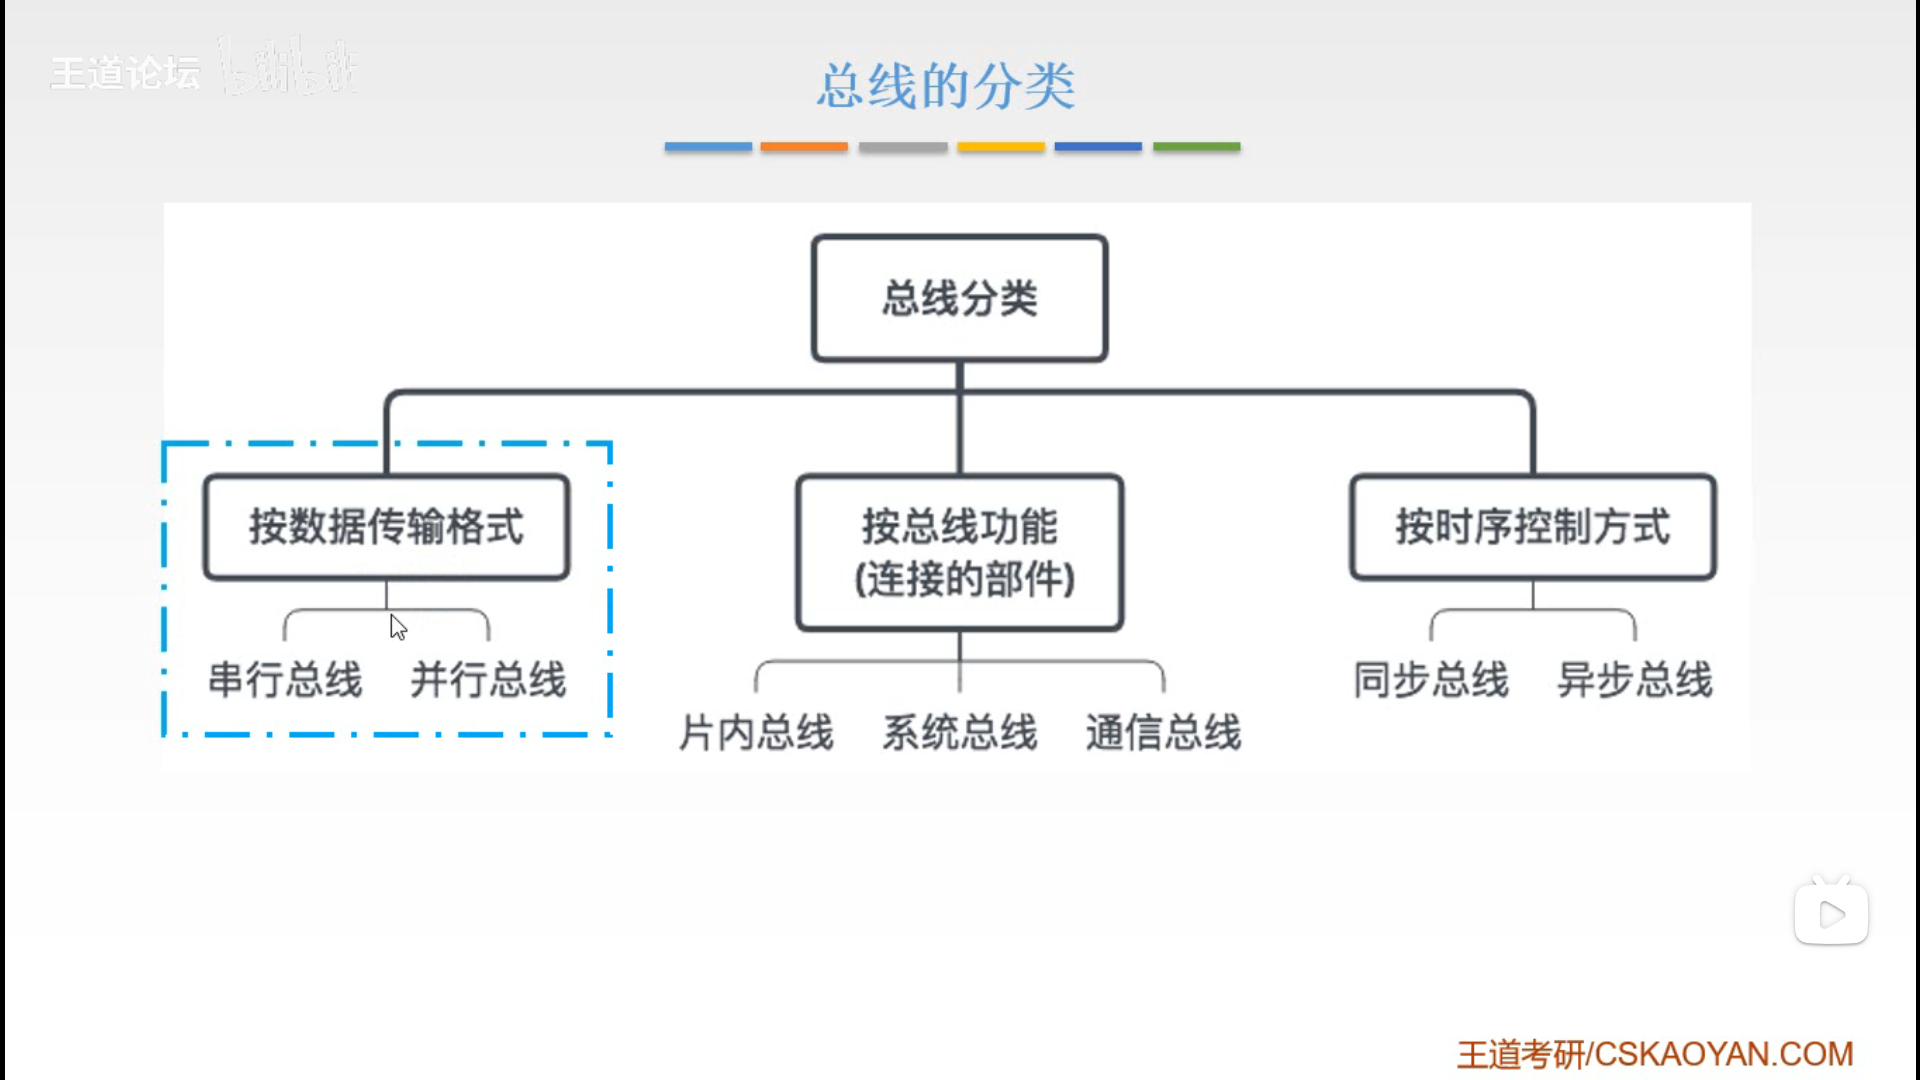 王道论坛 bilibili
总线的分类
总线分类
按数据传输格式
串行总线
并行总线
按总线功能
(连接的部件)
片内总线
系统总线
通信总线
按时序控制方式
同步总线
异步总线
王道考研/CSKAOYAN.COM